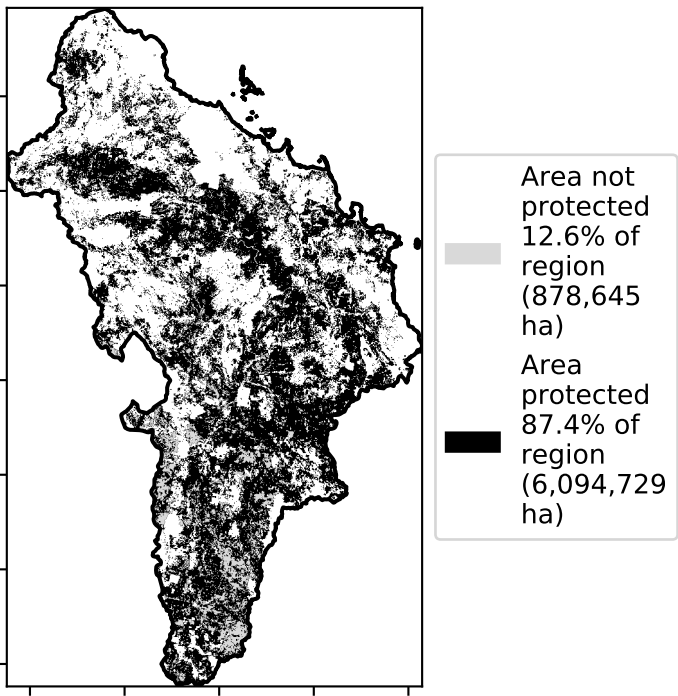 Area not
protected
12.6% of
region
(878,645
ha)
Area
protected
87.4% of
region
(6,094,729
ha)